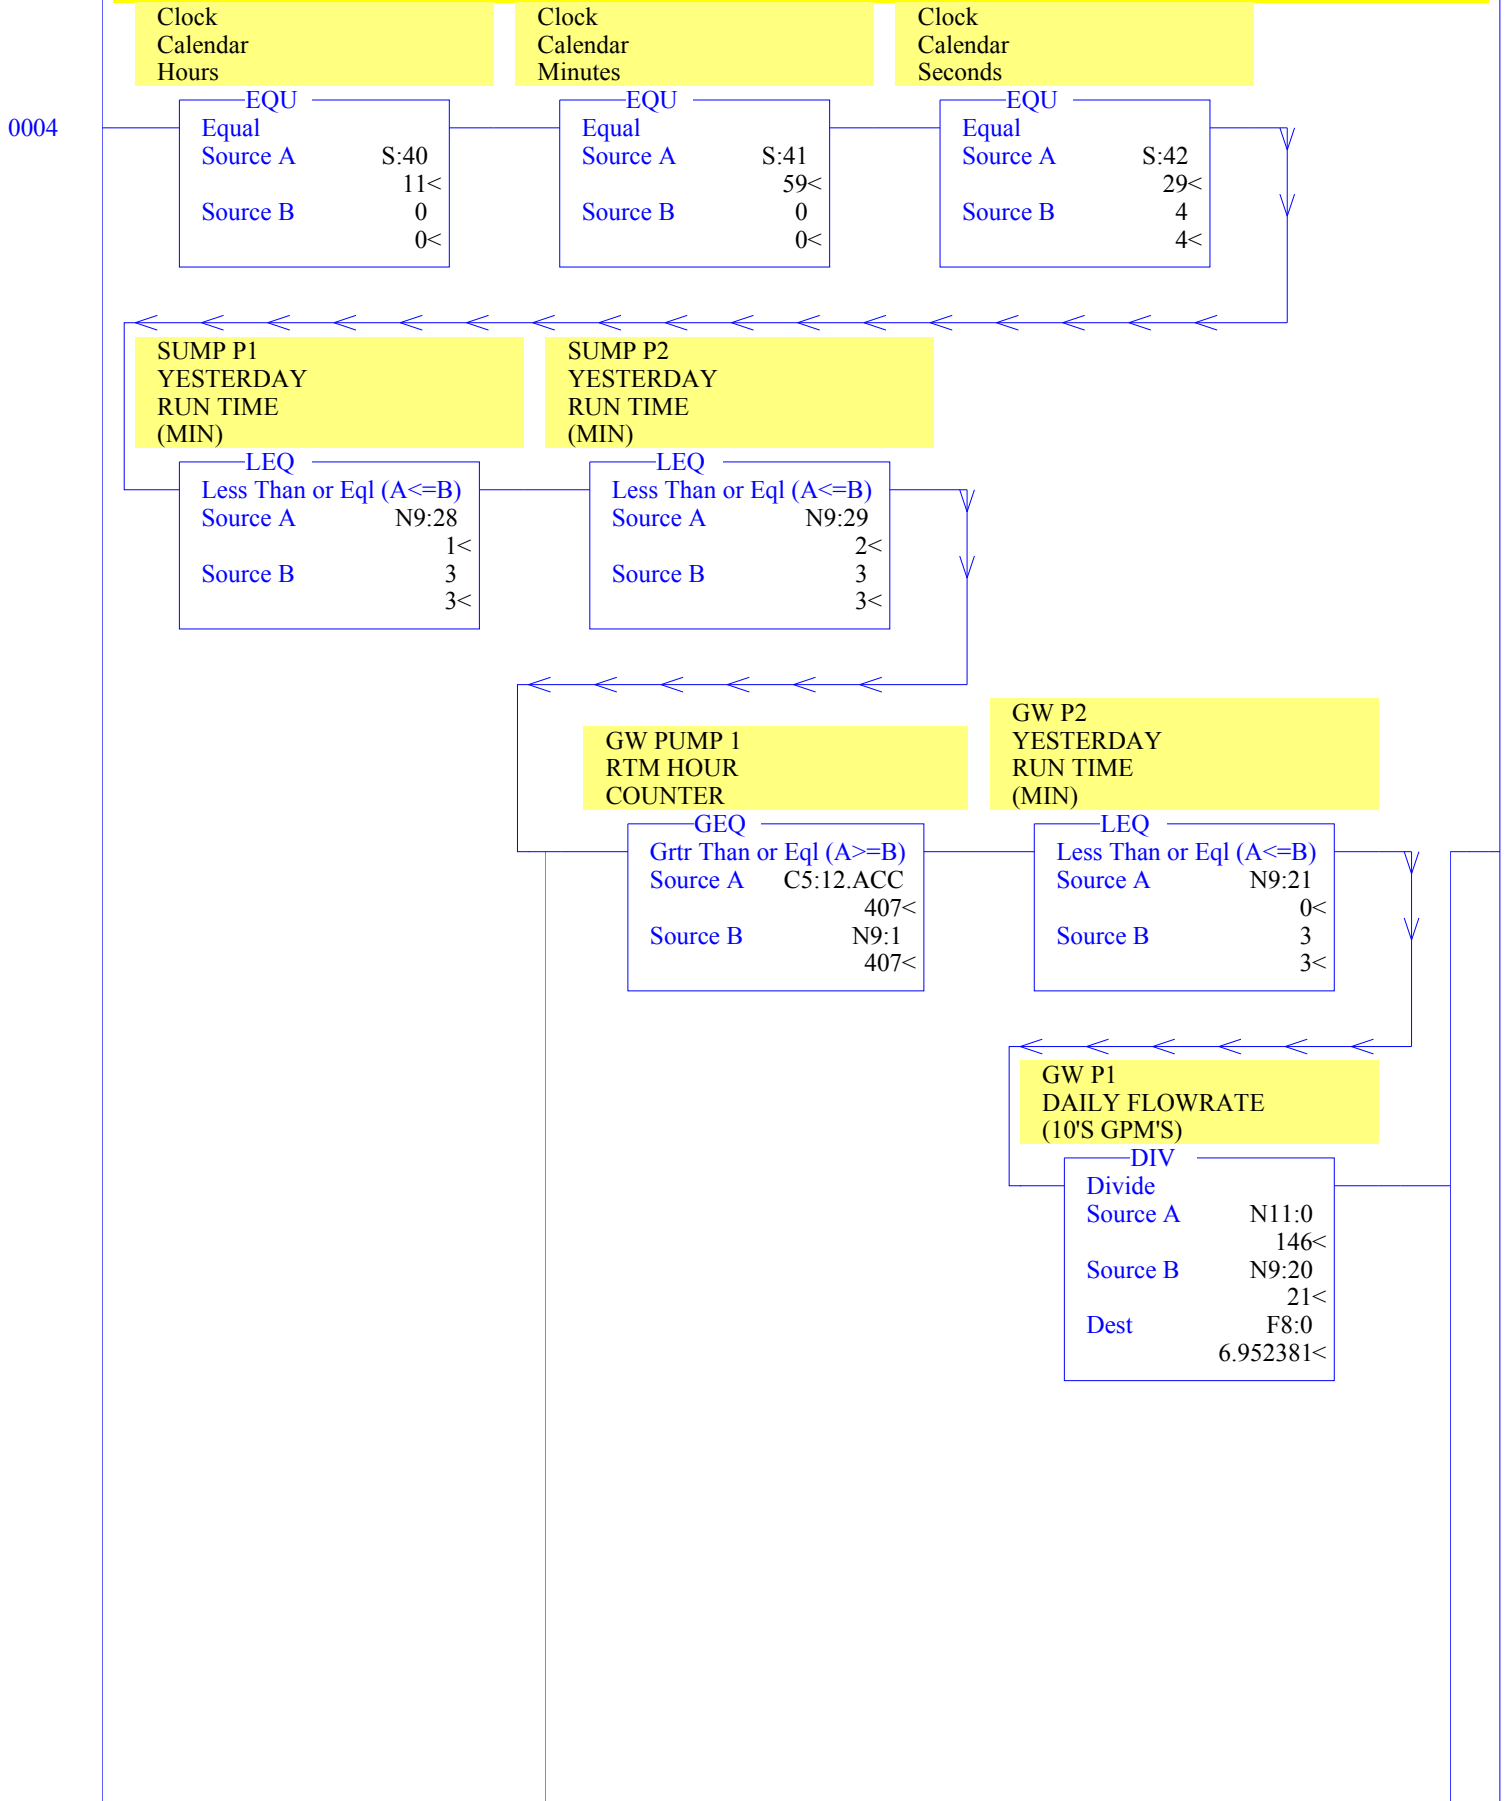 Clock
Calendar
Hours
Clock
Calendar
Minutes
Clock
Calendar
Seconds
0004
EQU
Equal
Source A S:40
11<
Source B 0
0<
EQU
Equal
Source A S:41
59<
Source B 0
0<
EQU
Equal
Source A S:42
29<
Source B 4
4<
SUMP P1
YESTERDAY
RUN TIME
(MIN)
SUMP P2
YESTERDAY
RUN TIME
(MIN)
LEQ
Less Than or Eql (A<=B)
Source A N9:28
1<
Source B 3
3<
LEQ
Less Than or Eql (A<=B)
Source A N9:29
2<
Source B 3
3<
GW PUMP 1
RTM HOUR
COUNTER
GW P2
YESTERDAY
RUN TIME
(MIN)
GEQ
Grtr Than or Eql (A>=B)
Source A C5:12.ACC
407<
Source B N9:1
407<
LEQ
Less Than or Eql (A<=B)
Source A N9:21
0<
Source B 3
3<
GW P1
DAILY FLOWRATE
(10'S GPM'S)
DIV
Divide
Source A N11:0
146<
Source B N9:20
21<
Dest F8:0
6.952381<